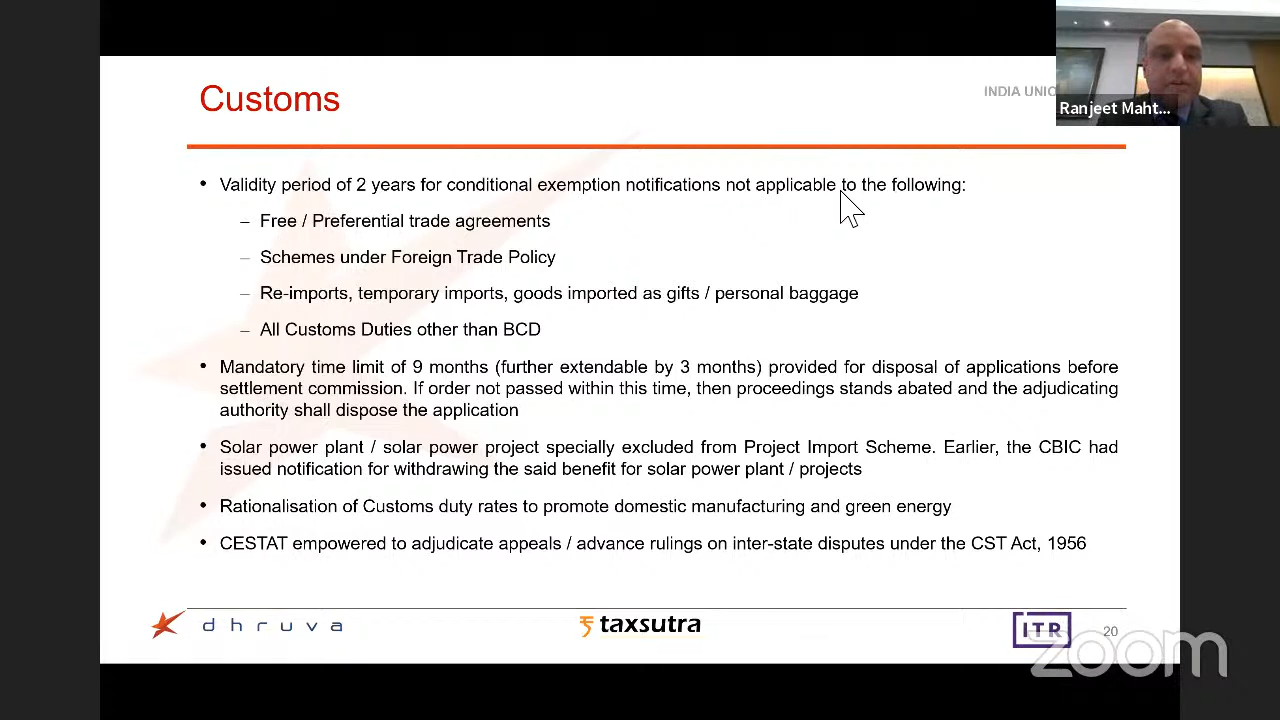 Customs
INDIA UNIO
Ranjeet Maht...
• Validity period of 2 years for conditional exemption notifications not applicable to the following:
– Free / Preferential trade agreements
– Schemes under Foreign Trade Policy
– Re-imports, temporary imports, goods imported as gifts / personal baggage
– All Customs Duties other than BCD
• Mandatory time limit of 9 months (further extendable by 3 months) provided for disposal of applications before
settlement commission. If order not passed within this time, then proceedings stands abated and the adjudicating
authority shall dispose the application
• Solar power plant / solar power project specially excluded from Project Import Scheme. Earlier, the CBIC had
issued notification for withdrawing the said benefit for solar power plant / projects
• Rationalisation of Customs duty rates to promote domestic manufacturing and green energy
• CESTAT empowered to adjudicate appeals / advance rulings on inter-state disputes under the CST Act, 1956
dhruva
taxsutra
ITR
20
zoom